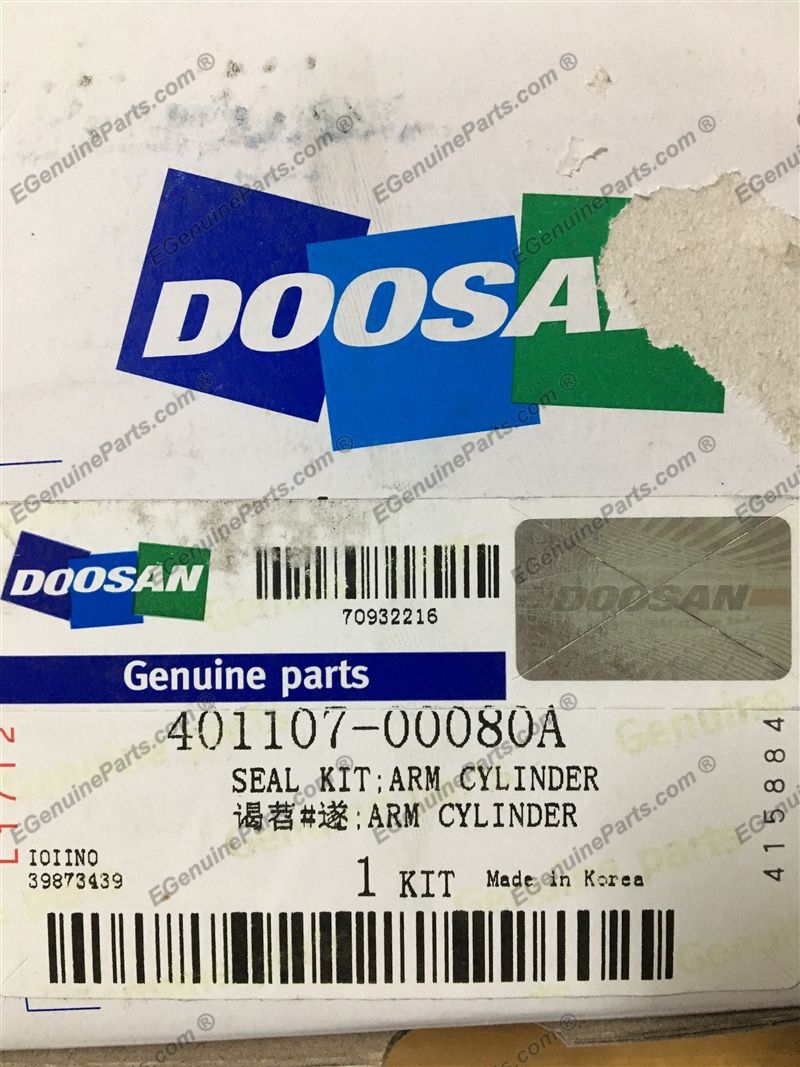 DOOSA
DOOSAN
70932216
DOOSAN
Genuine parts
401107-00080A
SEAL KIT;ARM CYLINDER
谒苕#遂;ARM CYLINDER
IOIINO
39873439
1 KIT Made in Korea
415884
EGenuineParts.com ®